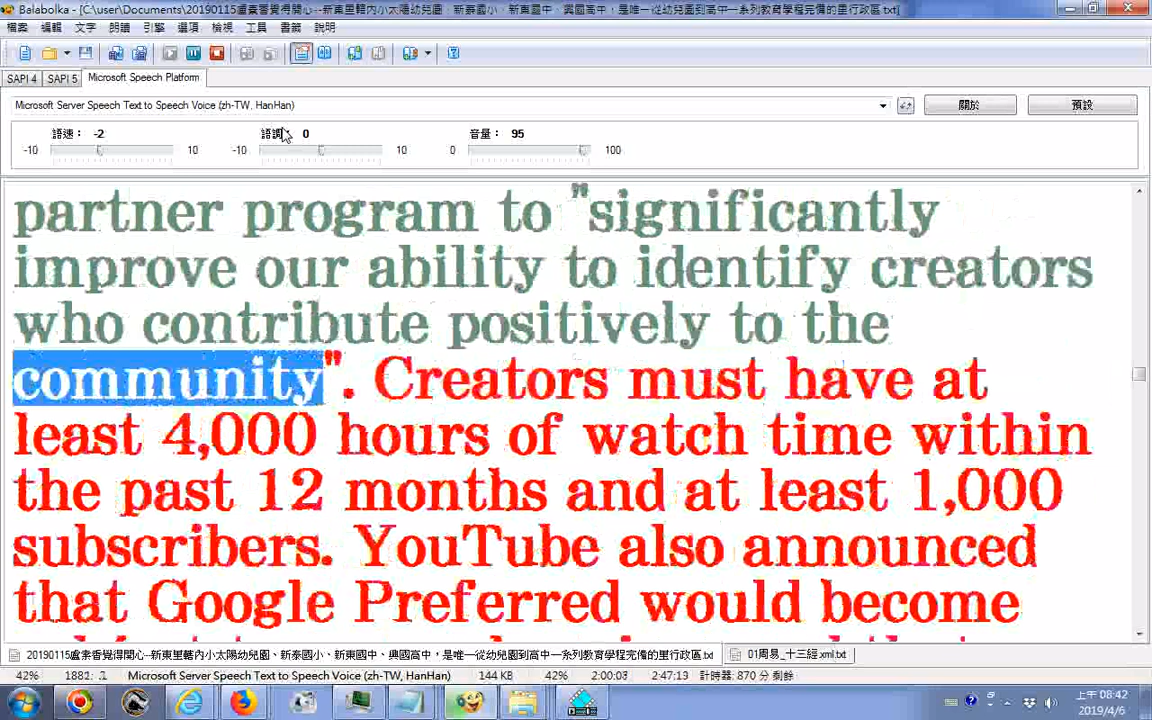 Balabolka - [C:\user\Documents\20190115盧素香覺得開心--新東里轄內小太陽幼兒園、新泰國小、新東國中、興國高中，是唯一從幼兒園到高中一系列教育學程完備的里行政區.txt]
檔案 編輯 文字 朗讀 引擎 選項 檢視 工具 書籤 說明
SAPI 4 SAPI 5 Microsoft Speech Platform
Microsoft Server Speech Text to Speech Voice (zh-TW, HanHan) 關於 預設
語速： -2 語調： 0 音量： 95
-10 10 -10 10 0 100
partner program to "significantly
improve our ability to identify creators
who contribute positively to the
community". Creators must have at
least 4,000 hours of watch time within
the past 12 months and at least 1,000
subscribers. YouTube also announced
that Google Preferred would become
20190115盧素香覺得開心--新東里轄內小太陽幼兒園、新泰國小、新東國中、興國高中，是唯一從幼兒園到高中一系列教育學程完備的里行政區.txt 01周易_十三經.xml.txt
42% 1881: 1 Microsoft Server Speech Text to Speech Voice (zh-TW, HanHan) 144 KB 42% 2:00:03 2:47:13 計時器: 870 分 剩餘
上午 08:42
2019/4/6